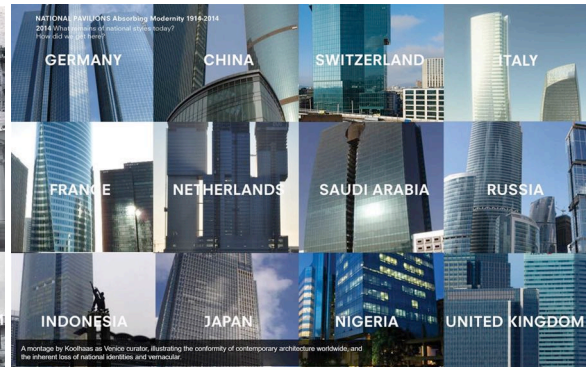 NATIONAL PAVILIONS Absorbing Modernity 1914-2014
2014 What remains of national styles today?
How did we get here?
GERMANY
CHINA
SWITZERLAND
ITALY
FRANCE
NETHERLANDS
SAUDI ARABIA
RUSSIA
INDONESIA
JAPAN
NIGERIA
UNITED KINGDOM
A montage by Koolhaas as Venice curator, illustrating the conformity of contemporary architecture worldwide, and
the inherent loss of national identities and vernacular.